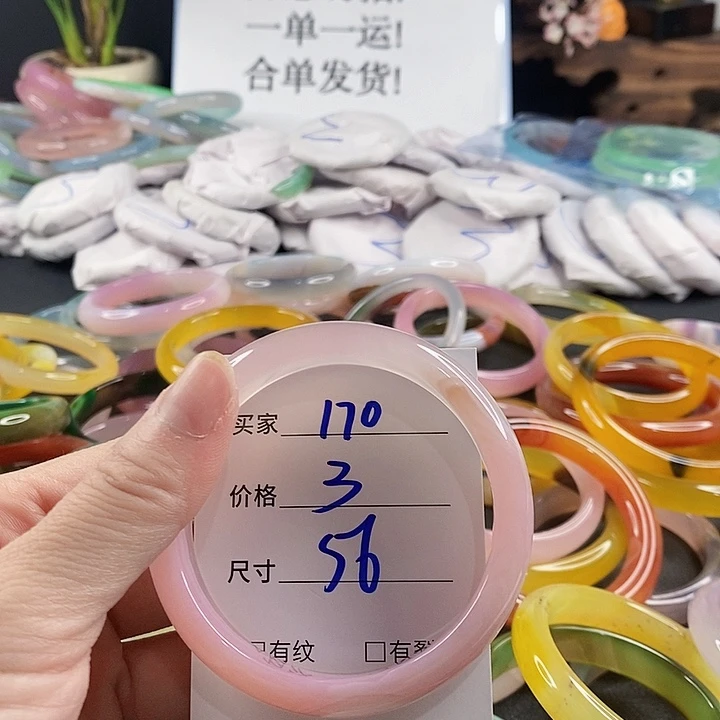 一单一运!
合单发货!
买家 170
价格 3
尺寸 56
有纹 □有裂